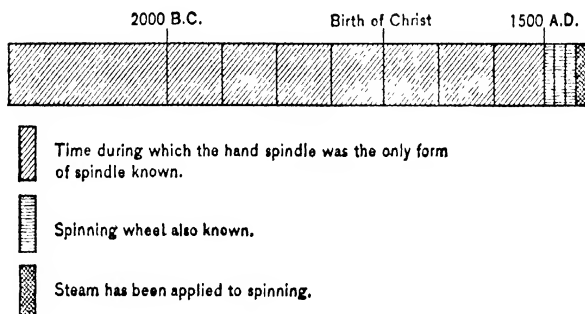 2000 B.C. Birth of Christ 1500 A.D.
Time during which the hand spindle was the only form
of spindle known.
Spinning wheel also known.
Steam has been applied to spinning.